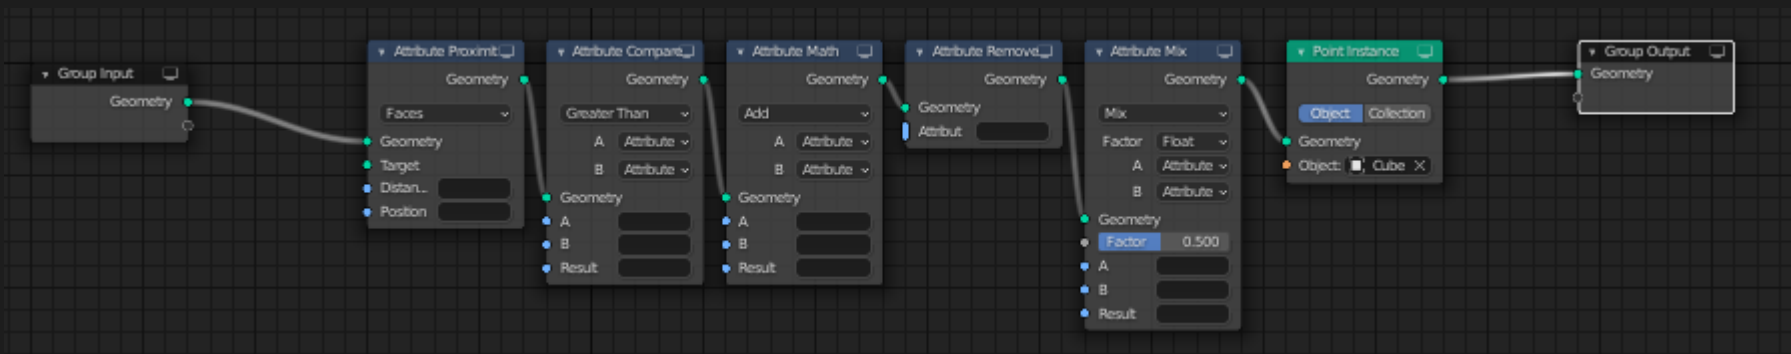 Group Input
Geometry
Attribute Proximit
Geometry
Faces
Geometry
Target
Distan...
Position
Attribute Compare
Geometry
Greater Than
A Attribute
B Attribute
Geometry
A
B
Result
Attribute Math
Geometry
Add
A Attribute
B Attribute
Geometry
A
B
Result
Attribute Remove
Geometry
Geometry
Attribut
Attribute Mix
Geometry
Mix
Factor Float
A Attribute
B Attribute
Geometry
Factor 0.500
A
B
Result
Point Instance
Geometry
Object Collection
Geometry
Object: Cube
Group Output
Geometry